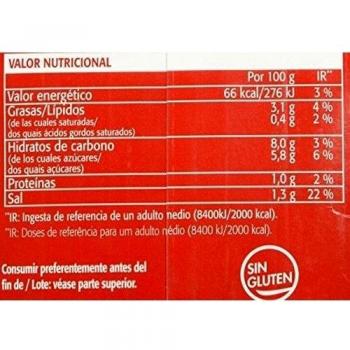 VALOR NUTRICIONAL
Por 100 g IR**
Valor energético 66 kcal/276 kJ 3 %
Grasas/Lípidos 3,1 g 4 %
(de las cuales saturadas/ 0,4 g 2 %
dos quais ácidos gordos saturados)
Hidratos de carbono 8,0 g 3 %
(de los cuales azúcares/ 5,8 g 6 %
dos quais açúcares)
Proteínas 1,0 g 2 %
Sal 1,3 g 22 %
*IR: Ingesta de referencia de un adulto medio (8400kJ/2000 kcal).
*IR: Doses de referência para um adulto médio (8400 kJ/2000 kcal).
Consumir preferentemente antes del
fin de / Lote: véase parte superior.
SIN
GLUTEN